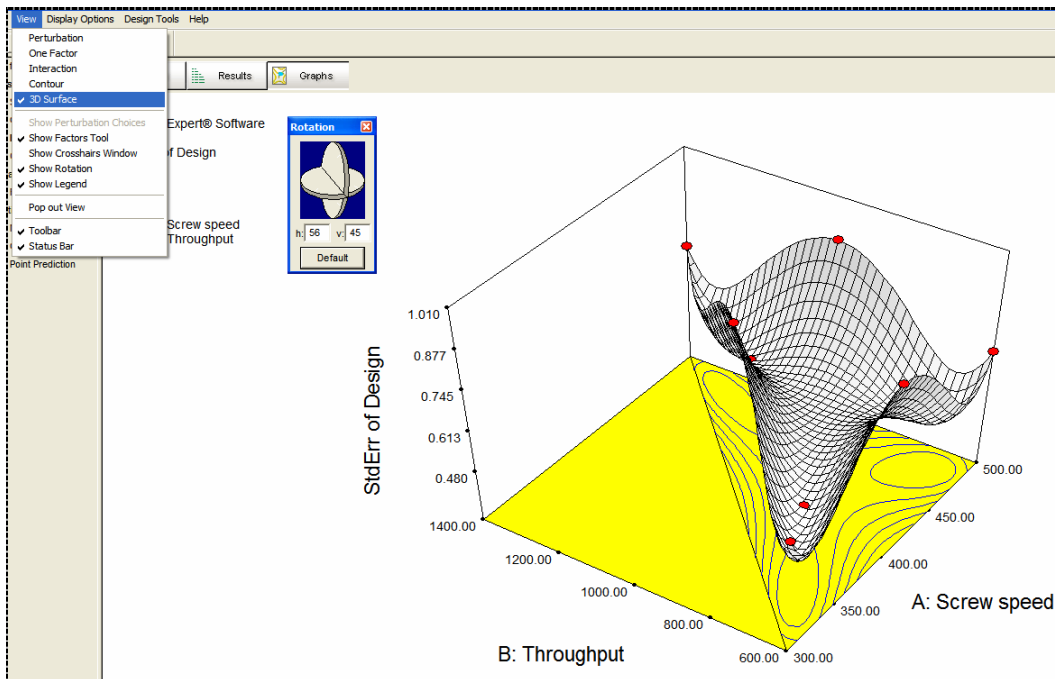 View Display Options Design Tools Help
Perturbation
One Factor
Interaction
Contour
3D Surface
Show Perturbation Choices
Show Factors Tool
Show Crosshairs Window
Show Rotation
Show Legend
Pop out View
Toolbar
Status Bar
Point Prediction
Results
Graphs
Expert® Software
of Design
Screw speed
Throughput
Rotation
h: 56 v: 45
Default
1.010
0.877
0.745
0.613
0.480
StdErr of Design
1400.00
1200.00
1000.00
800.00
600.00
B: Throughput
300.00
350.00
400.00
450.00
500.00
A: Screw speed